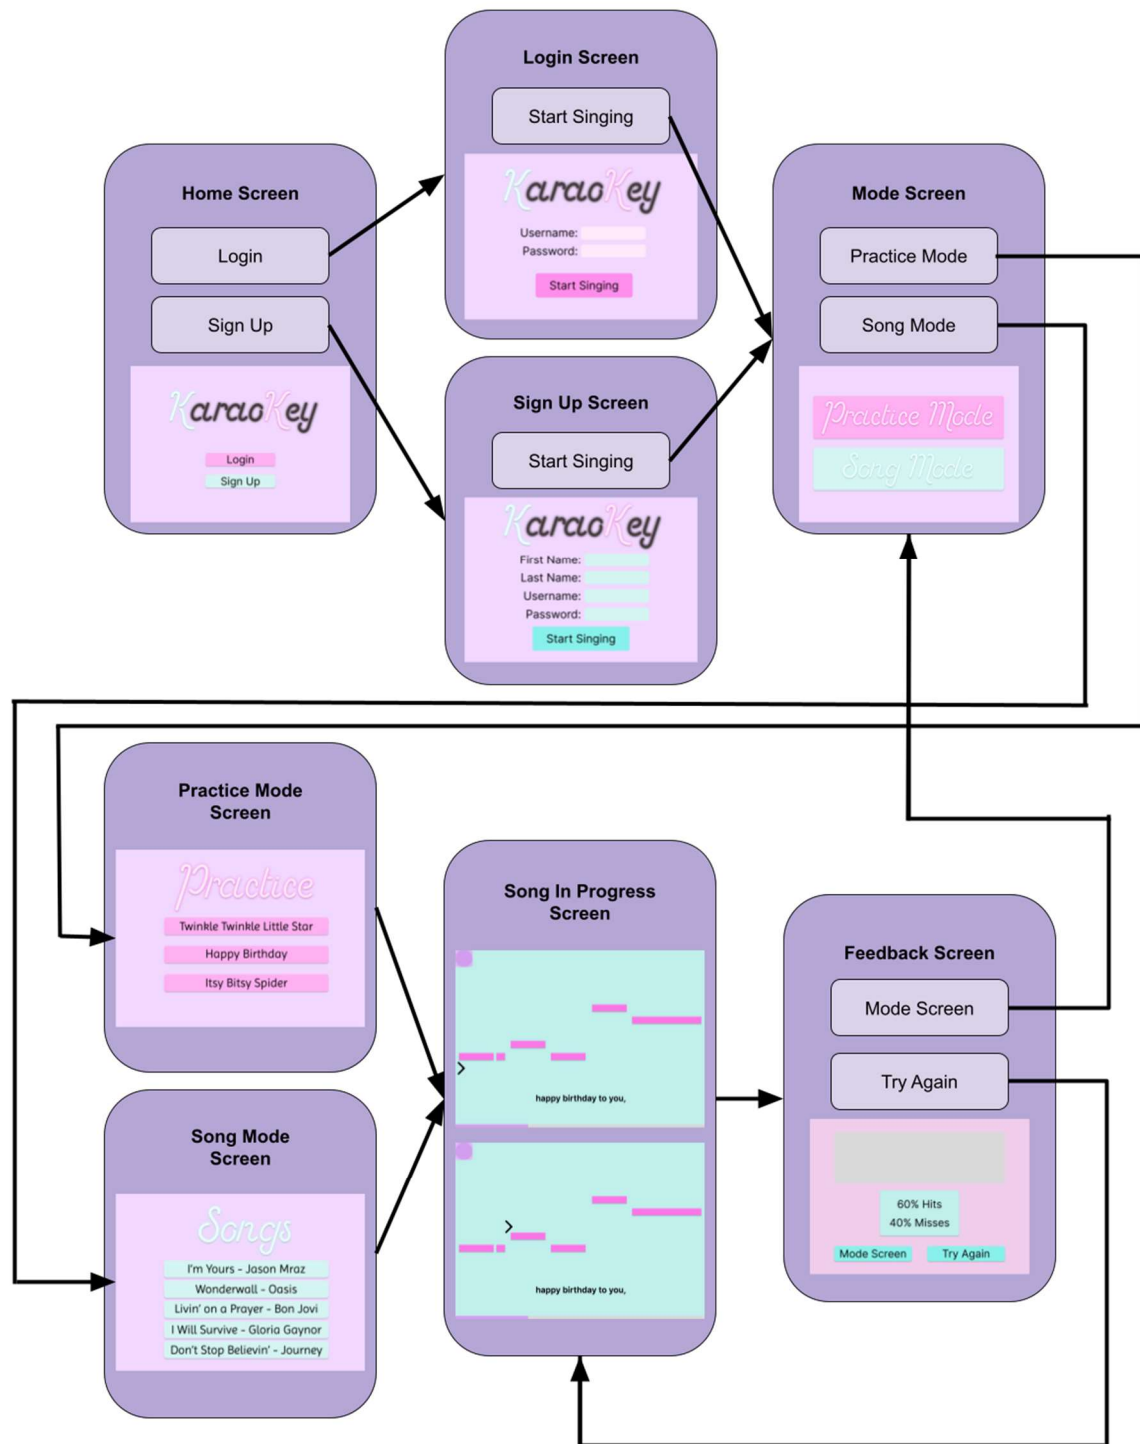 Home Screen
Login
Sign Up
KaraoKey
Login
Sign Up
Login Screen
Start Singing
KaraoKey
Username:
Password:
Start Singing
Sign Up Screen
Start Singing
KaraoKey
First Name:
Last Name:
Username:
Password:
Start Singing
Mode Screen
Practice Mode
Song Mode
Practice Mode
Song Mode
Practice Mode
Screen
Practice
Twinkle Twinkle Little Star
Happy Birthday
Itsy Bitsy Spider
Song Mode
Screen
Songs
I'm Yours - Jason Mraz
Wonderwall - Oasis
Livin' on a Prayer - Bon Jovi
I Will Survive - Gloria Gaynor
Don't Stop Believin' - Journey
Song In Progress
Screen
happy birthday to you,
happy birthday to you,
Feedback Screen
Mode Screen
Try Again
60% Hits
40% Misses
Mode Screen
Try Again